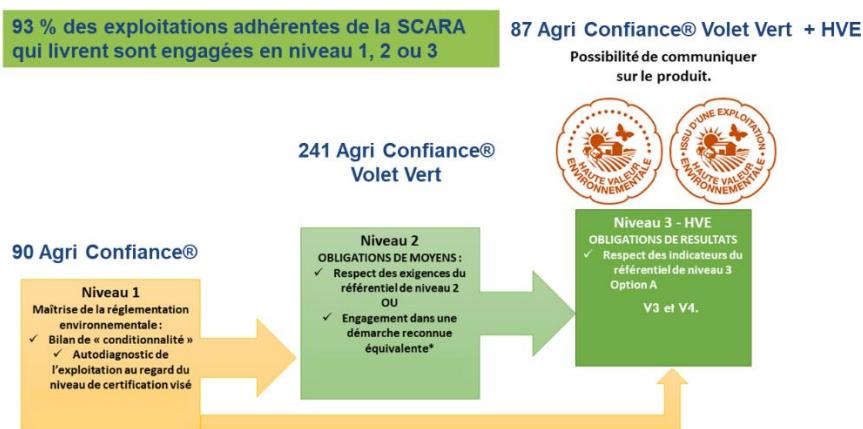 93 % des exploitations adhérentes de la SCARA
qui livrent sont engagées en niveau 1, 2 ou 3
87 Agri Confiance® Volet Vert + HVE
Possibilité de communiquer
sur le produit.
HAUTE VALEUR
ENVIRONNEMENTALE
ISSU D'UNE EXPLOITATION
HAUTE VALEUR
ENVIRONNEMENTALE
241 Agri Confiance®
Volet Vert
90 Agri Confiance®
Niveau 1
Maîtrise de la réglementation
environnementale :
✓ Bilan de « conditionnalité »
✓ Autodiagnostic de
l'exploitation au regard du
niveau de certification visé
Niveau 2
OBLIGATIONS DE MOYENS :
✓ Respect des exigences du
référentiel de niveau 2
OU
✓ Engagement dans une
démarche reconnue
équivalente*
Niveau 3 - HVE
OBLIGATIONS DE RESULTATS
✓ Respect des indicateurs du
référentiel de niveau 3
Option A
V3 et V4.